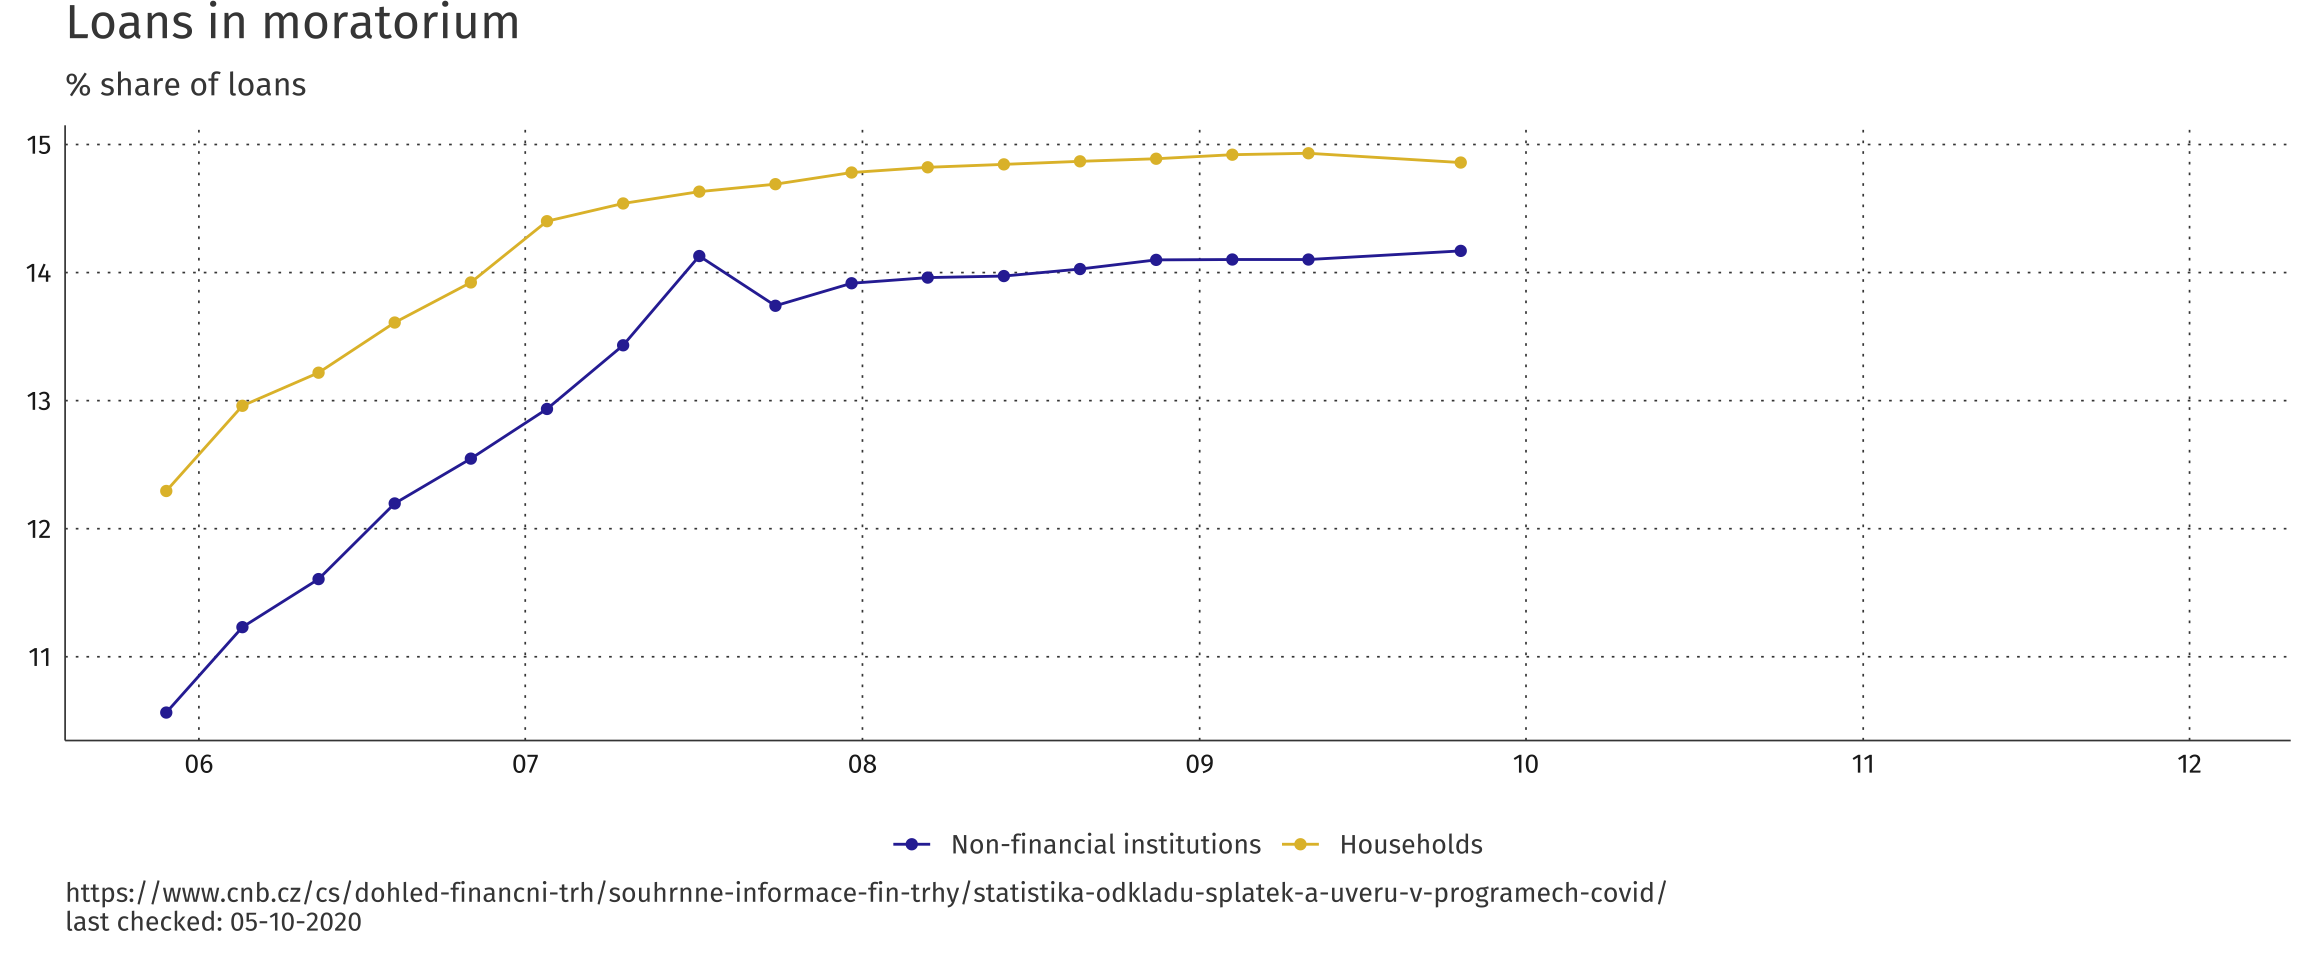 Loans in moratorium
% share of loans
15
14
13
12
11
06 07 08 09 10 11 12
Non-financial institutions Households
https://www.cnb.cz/cs/dohled-financni-trh/souhrnne-informace-fin-trhy/statistika-odkladu-splatek-a-uveru-v-programech-covid/
last checked: 05-10-2020